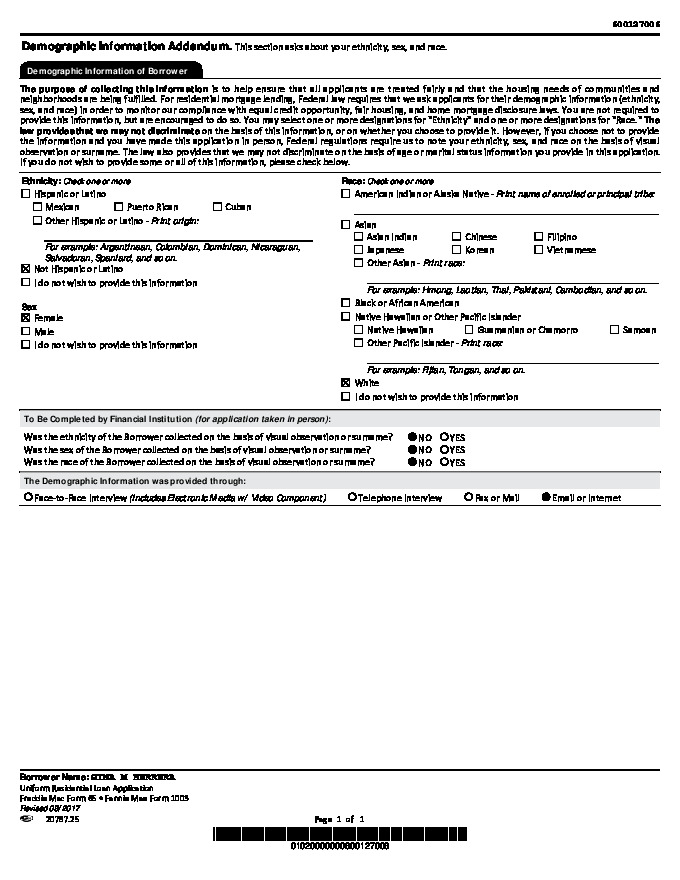 600127006
Demographic Information Addendum. This section asks about your ethnicity, sex, and race.
Demographic Information of Borrower
The purpose of collecting this information is to help ensure that all applicants are treated fairly and that the housing needs of communities and
neighborhoods are being fulfilled. For residential mortgage lending, Federal law requires that we ask applicants for their demographic information (ethnicity,
sex, and race) in order to monitor our compliance with equal credit opportunity, fair housing, and home mortgage disclosure laws. You are not required to
provide this information, but are encouraged to do so. You may select one or more designations for "Ethnicity" and one or more designations for "Race." The
law provides that we may not discriminate on the basis of this information, or on whether you choose to provide it. However, if you choose not to provide
the information and you have made this application in person, Federal regulations require us to note your ethnicity, sex, and race on the basis of visual
observation or surname. The law also provides that we may not discriminate on the basis of age or marital status information you provide in this application.
If you do not wish to provide some or all of this information, please check below.
Ethnicity: Check one or more
Hispanic or Latino
Mexican Puerto Rican Cuban
Other Hispanic or Latino - Print origin:
For example: Argentinean, Colombian, Dominican, Nicaraguan,
Salvadoran, Spaniard, and so on.
Not Hispanic or Latino
I do not wish to provide this information
Sex
Female
Male
I do not wish to provide this information
Race: Check one or more
American Indian or Alaska Native - Print name of enrolled or principal tribe:
Asian
Asian Indian Chinese Filipino
Japanese Korean Vietnamese
Other Asian - Print race:
For example: Hmong, Laotian, Thai, Pakistani, Cambodian, and so on.
Black or African American
Native Hawaiian or Other Pacific Islander
Native Hawaiian Guamanian or Chamorro Samoan
Other Pacific Islander - Print race:
For example: Fijian, Tongan, and so on.
White
I do not wish to provide this information
To Be Completed by Financial Institution (for application taken in person):
Was the ethnicity of the Borrower collected on the basis of visual observation or surname? NO YES
Was the sex of the Borrower collected on the basis of visual observation or surname? NO YES
Was the race of the Borrower collected on the basis of visual observation or surname? NO YES
The Demographic Information was provided through:
Face-to-Face Interview (Includes Electronic Media w/ Video Component) Telephone Interview Fax or Mail Email or Internet
Borrower Name: M HERRERA
Uniform Residential Loan Application
Freddie Mac Form 65 • Fannie Mae Form 1003
Revised 09/2017
20767.25 Page 1 of 1